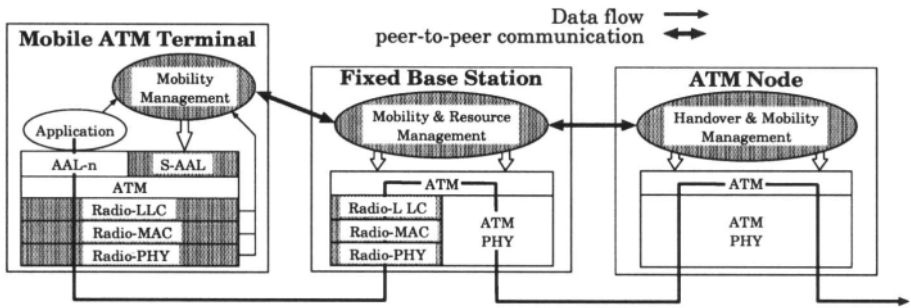 Data flow
peer-to-peer communication
Mobile ATM Terminal
Mobility
Management
Application
AAL-n
S-AAL
ATM
Radio-LLC
Radio-MAC
Radio-PHY
Fixed Base Station
Mobility & Resource
Management
ATM
Radio-L LC
Radio-MAC
Radio-PHY
ATM
PHY
ATM Node
Handover & Mobility
Management
ATM
ATM
PHY